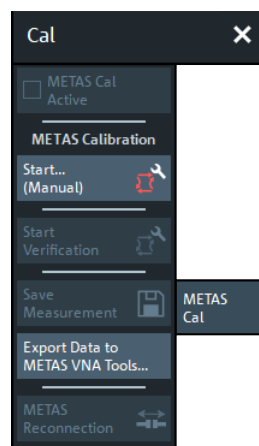 Cal
METAS Cal
Active
METAS Calibration
Start...
(Manual)
Start
Verification
Save
Measurement
METAS
Cal
Export Data to
METAS VNA Tools...
METAS
Reconnection